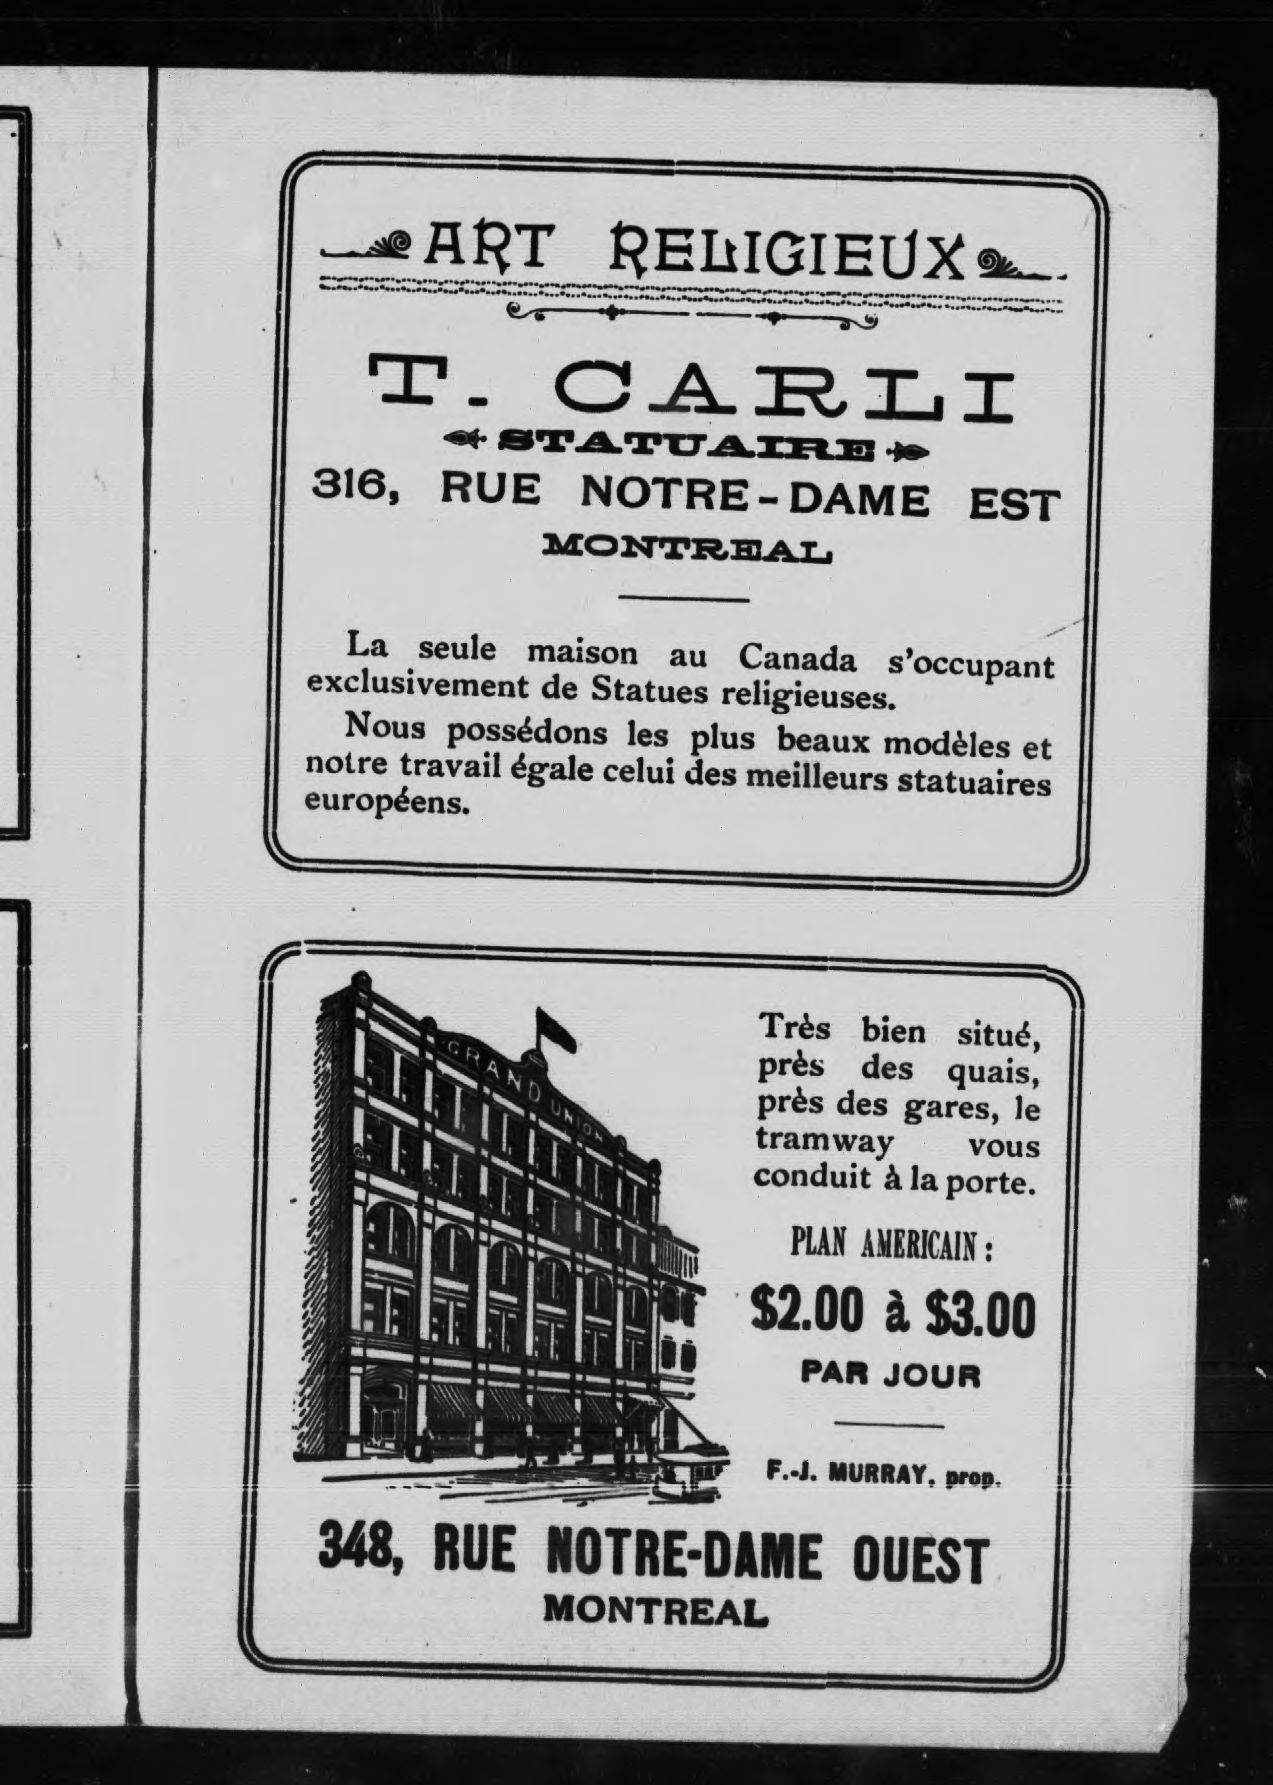 ART RELIGIEUX
T. CARLI
STATUAIRE
316, RUE NOTRE-DAME EST
MONTREAL
La seule maison au Canada s'occupant
exclusivement de Statues religieuses.
Nous possédons les plus beaux modèles et
notre travail égale celui des meilleurs statuaires
européens.
GRAND UNION
Très bien situé,
près des quais,
près des gares, le
tramway vous
conduit à la porte.
PLAN AMERICAIN :
$2.00 à $3.00
PAR JOUR
F.-J. MURRAY, prop.
348, RUE NOTRE-DAME OUEST
MONTREAL